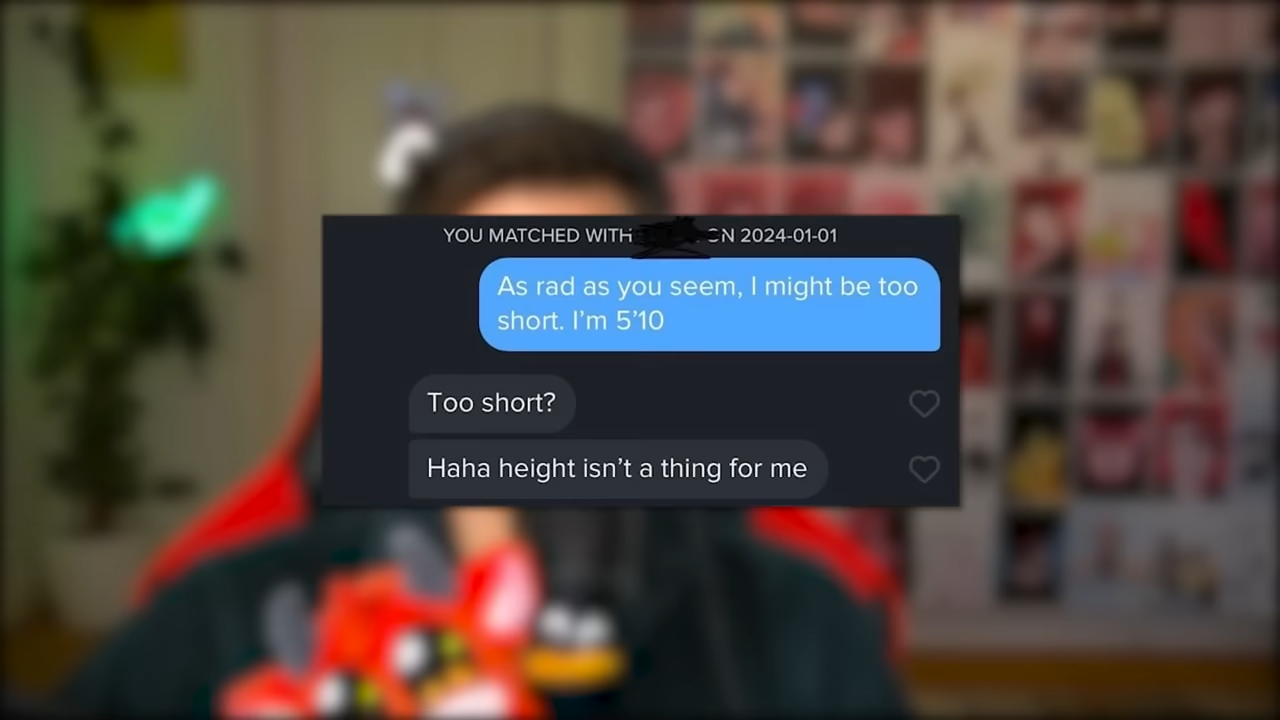 YOU MATCHED WITH ON 2024-01-01
As rad as you seem, I might be too
short. I’m 5’10
Too short?
Haha height isn’t a thing for me